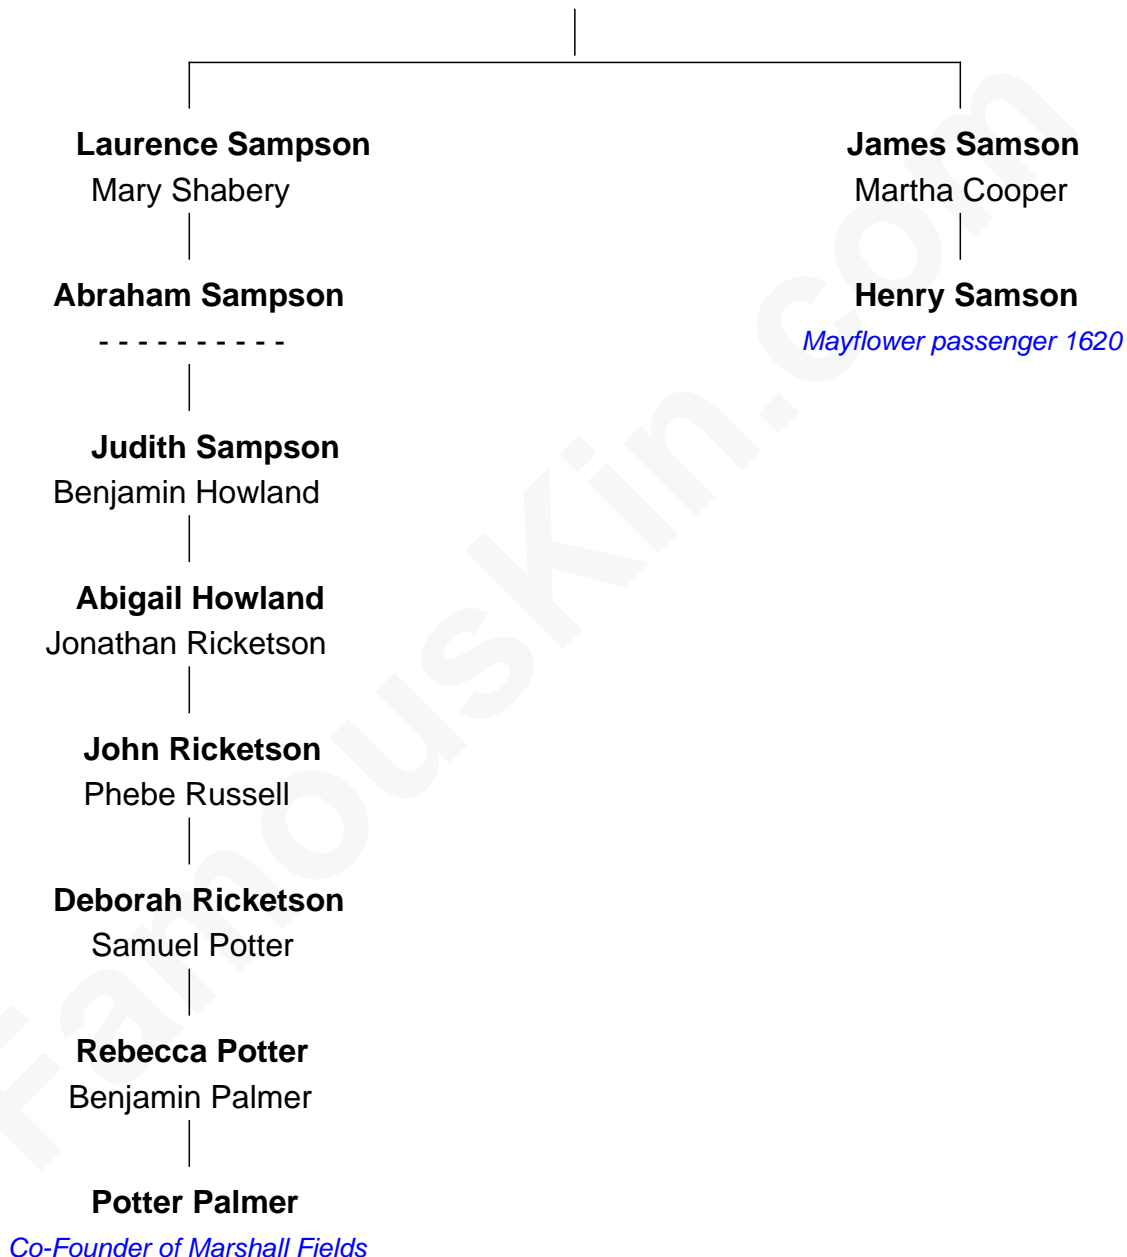 Laurence Sampson
Mary Shabery
James Samson
Martha Cooper
Abraham Sampson
- - - - - - - - - -
Henry Samson
Mayflower passenger 1620
Judith Sampson
Benjamin Howland
Abigail Howland
Jonathan Ricketson
John Ricketson
Phebe Russell
Deborah Ricketson
Samuel Potter
Rebecca Potter
Benjamin Palmer
Potter Palmer
Co-Founder of Marshall Fields
FamousKin.com